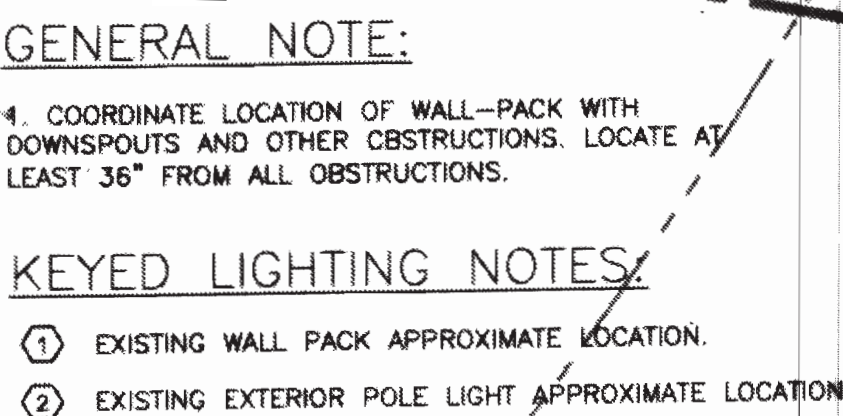 GENERAL NOTE:
1. COORDINATE LOCATION OF WALL-PACK WITH
DOWNSPOUTS AND OTHER OBSTRUCTIONS. LOCATE AT
LEAST 36" FROM ALL OBSTRUCTIONS.
KEYED LIGHTING NOTES:
1 EXISTING WALL PACK APPROXIMATE LOCATION.
2 EXISTING EXTERIOR POLE LIGHT APPROXIMATE LOCATION